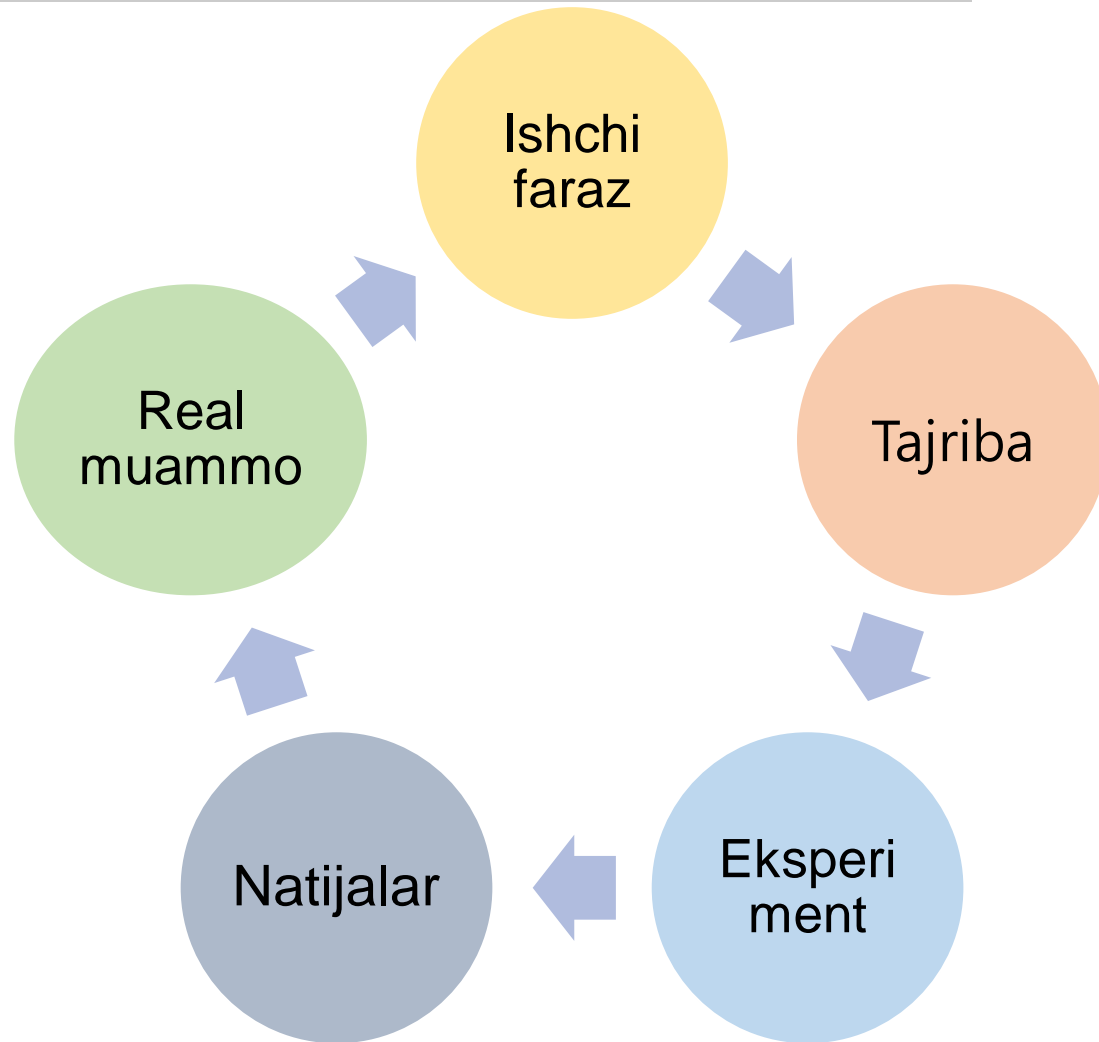 Ishchi
faraz
Tajriba
Eksperi
ment
Natijalar
Real
muammo